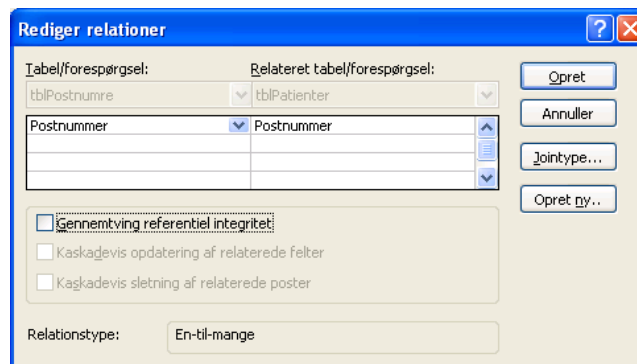 Rediger relationer
Tabel/forespørgsel: Relateret tabel/forespørgsel:
tblPostnumre tblPatienter
Postnummer Postnummer
Gennemtving referentiel integritet
Kaskadevis opdatering af relaterede felter
Kaskadevis sletning af relaterede poster
Relationstype: En-til-mange
Opret
Annuller
Jointype...
Opret ny..